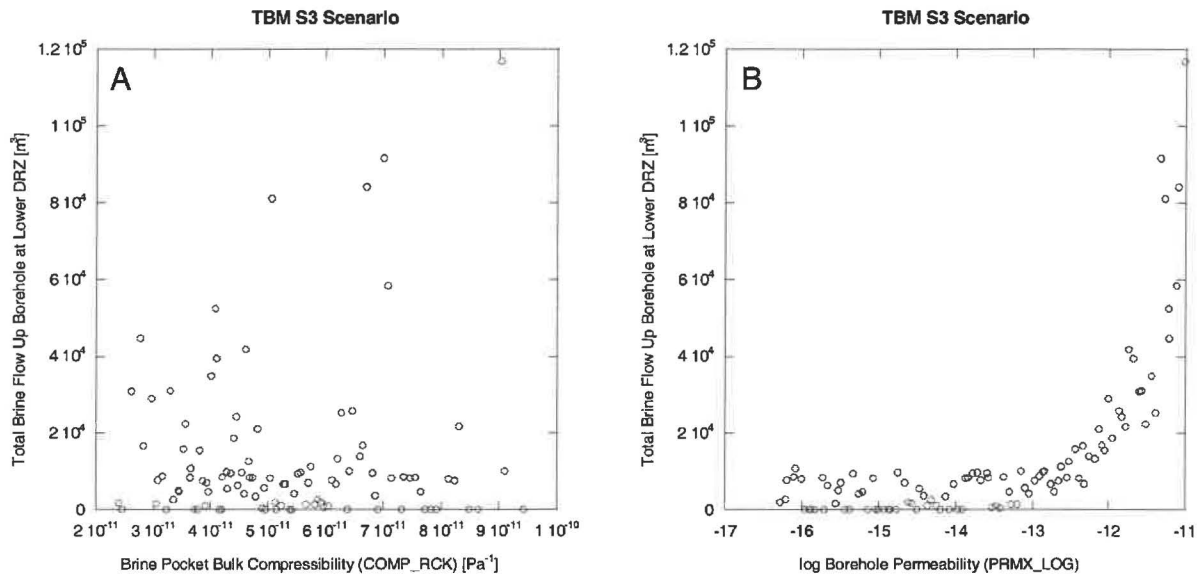 TBM S3 Scenario
A
Total Brine Flow Up Borehole at Lower DRZ [m³]
1.2 10⁵
1 10⁵
8 10⁴
6 10⁴
4 10⁴
2 10⁴
0
2 10⁻¹¹ 3 10⁻¹¹ 4 10⁻¹¹ 5 10⁻¹¹ 6 10⁻¹¹ 7 10⁻¹¹ 8 10⁻¹¹ 9 10⁻¹¹ 1 10⁻¹⁰
Brine Pocket Bulk Compressibility (COMP_RCK) [Pa⁻¹]
TBM S3 Scenario
B
Total Brine Flow Up Borehole at Lower DRZ [m³]
1.2 10⁵
1 10⁵
8 10⁴
6 10⁴
4 10⁴
2 10⁴
0
-17 -16 -15 -14 -13 -12 -11
log Borehole Permeability (PRMX_LOG)